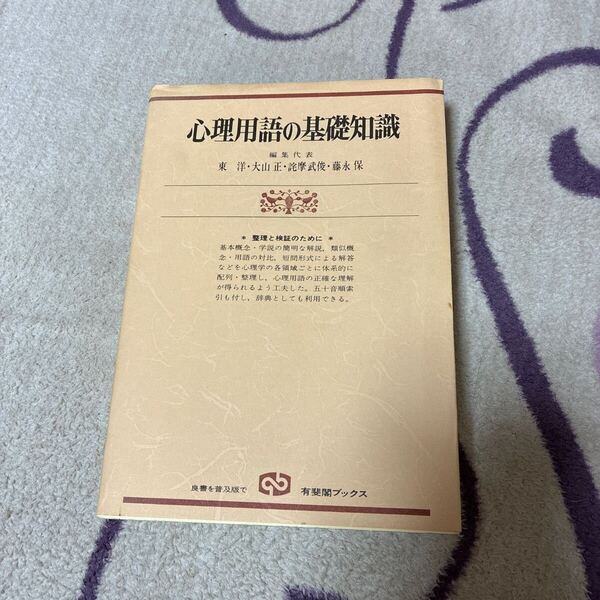 心理用語の基礎知識
編集代表
東 洋・大山 正・詫摩武俊・藤永 保
* 整理と検証のために *
基本概念・学説の簡明な解説，類似概
念・用語の対比，短問形式による解答
などを心理学の各領域ごとに体系的に
配列・整理し，心理用語の正確な理解
が得られるよう工夫した。五十音順索
引も付し，辞典としても利用できる。
良書を普及版で 有斐閣ブックス